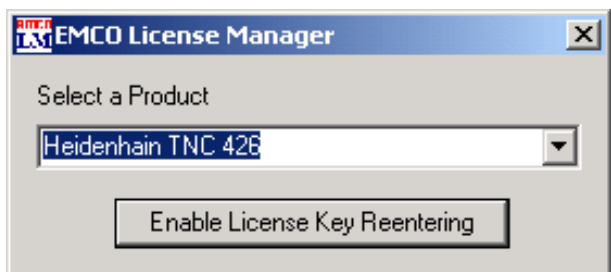 EMCO License Manager
Select a Product
Heidenhain TNC 426
Enable License Key Reentering